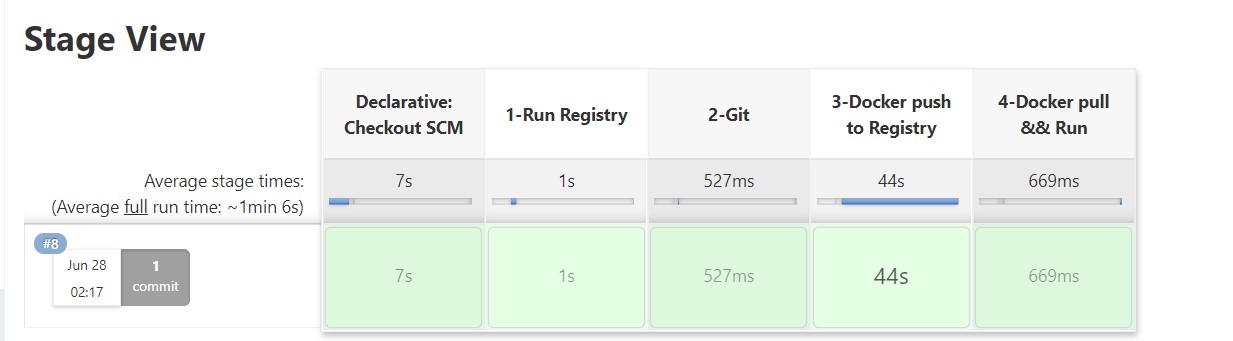 Stage View
Declarative:
Checkout SCM
1-Run Registry
2-Git
3-Docker push
to Registry
4-Docker pull
&& Run
Average stage times:
(Average full run time: ~1min 6s)
7s
1s
527ms
44s
669ms
#8
Jun 28
02:17
1
commit
7s
1s
527ms
44s
669ms